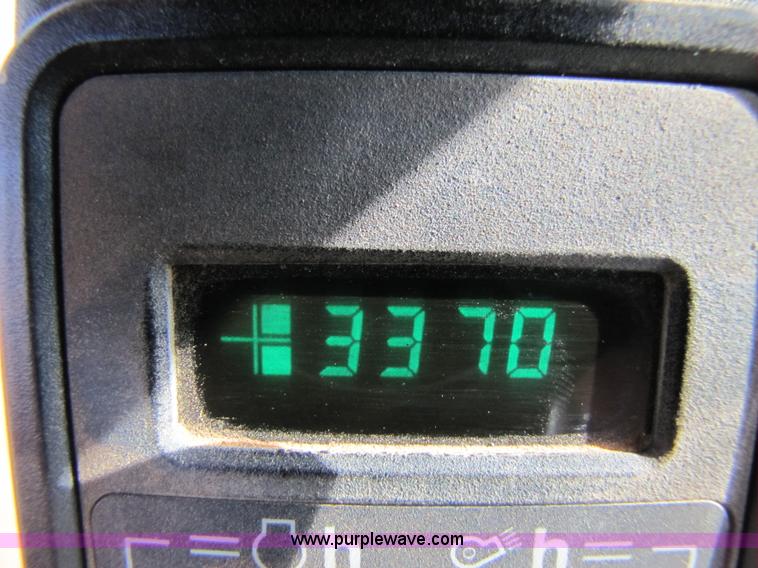 3370
= h h =
www.purplewave.com